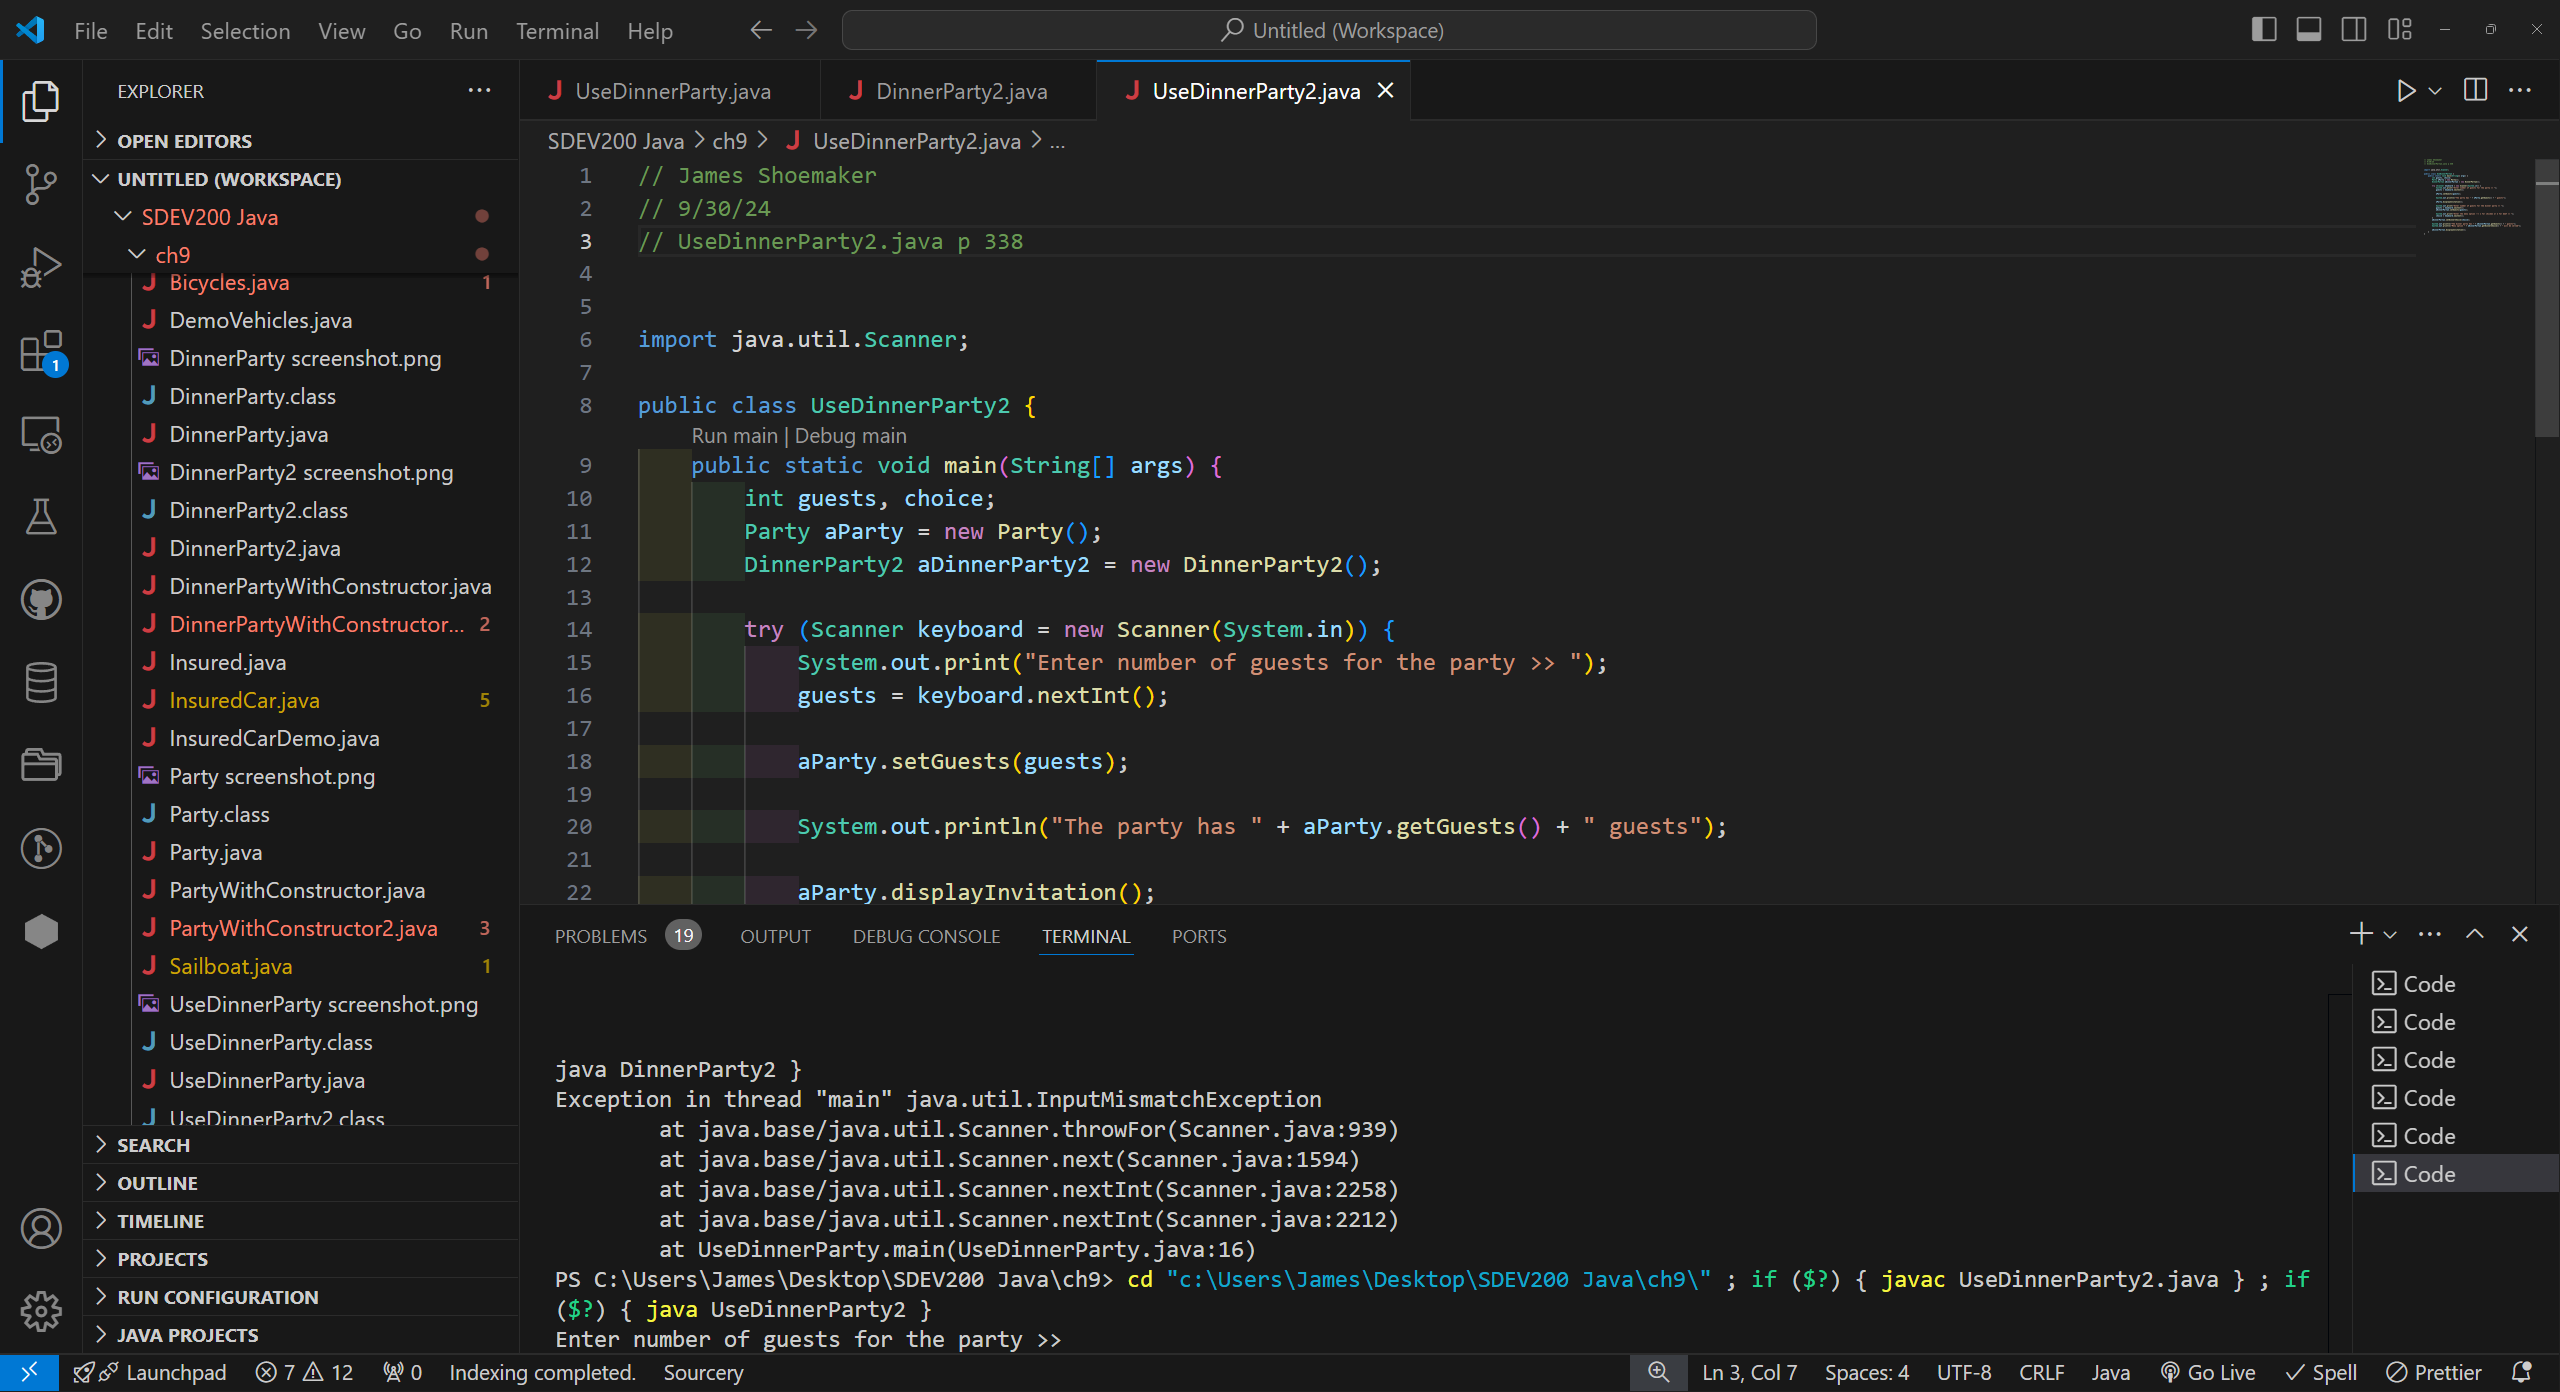 File Edit Selection View Go Run Terminal Help Untitled (Workspace)
EXPLORER
OPEN EDITORS
UNTITLED (WORKSPACE)
SDEV200 Java
ch9
Bicycles.java 1
DemoVehicles.java
DinnerParty screenshot.png
DinnerParty.class
DinnerParty.java
DinnerParty2 screenshot.png
DinnerParty2.class
DinnerParty2.java
DinnerPartyWithConstructor.java
DinnerPartyWithConstructor... 2
Insured.java
InsuredCar.java 5
InsuredCarDemo.java
Party screenshot.png
Party.class
Party.java
PartyWithConstructor.java
PartyWithConstructor2.java 3
Sailboat.java 1
UseDinnerParty screenshot.png
UseDinnerParty.class
UseDinnerParty.java
UseDinnerParty2 class
SEARCH
OUTLINE
TIMELINE
PROJECTS
RUN CONFIGURATION
JAVA PROJECTS
1
UseDinnerParty.java DinnerParty2.java UseDinnerParty2.java
SDEV200 Java > ch9 > UseDinnerParty2.java > ...
1 // James Shoemaker
2 // 9/30/24
3 // UseDinnerParty2.java p 338
4
5
6 import java.util.Scanner;
7
8 public class UseDinnerParty2 {
Run main | Debug main
9 public static void main(String[] args) {
10 int guests, choice;
11 Party aParty = new Party();
12 DinnerParty2 aDinnerParty2 = new DinnerParty2();
13
14 try (Scanner keyboard = new Scanner(System.in)) {
15 System.out.print("Enter number of guests for the party >> ");
16 guests = keyboard.nextInt();
17
18 aParty.setGuests(guests);
19
20 System.out.println("The party has " + aParty.getGuests() + " guests");
21
22 aParty.displayInvitation();
PROBLEMS 19 OUTPUT DEBUG CONSOLE TERMINAL PORTS
java DinnerParty2 }
Exception in thread "main" java.util.InputMismatchException
at java.base/java.util.Scanner.throwFor(Scanner.java:939)
at java.base/java.util.Scanner.next(Scanner.java:1594)
at java.base/java.util.Scanner.nextInt(Scanner.java:2258)
at java.base/java.util.Scanner.nextInt(Scanner.java:2212)
at UseDinnerParty.main(UseDinnerParty.java:16)
PS C:\Users\James\Desktop\SDEV200 Java\ch9> cd "c:\Users\James\Desktop\SDEV200 Java\ch9\" ; if ($?) { javac UseDinnerParty2.java } ; if
($?) { java UseDinnerParty2 }
Enter number of guests for the party >>
Code
Code
Code
Code
Code
Code
Launchpad 7 12 0 Indexing completed. Sourcery Ln 3, Col 7 Spaces: 4 UTF-8 CRLF Java Go Live Spell Prettier